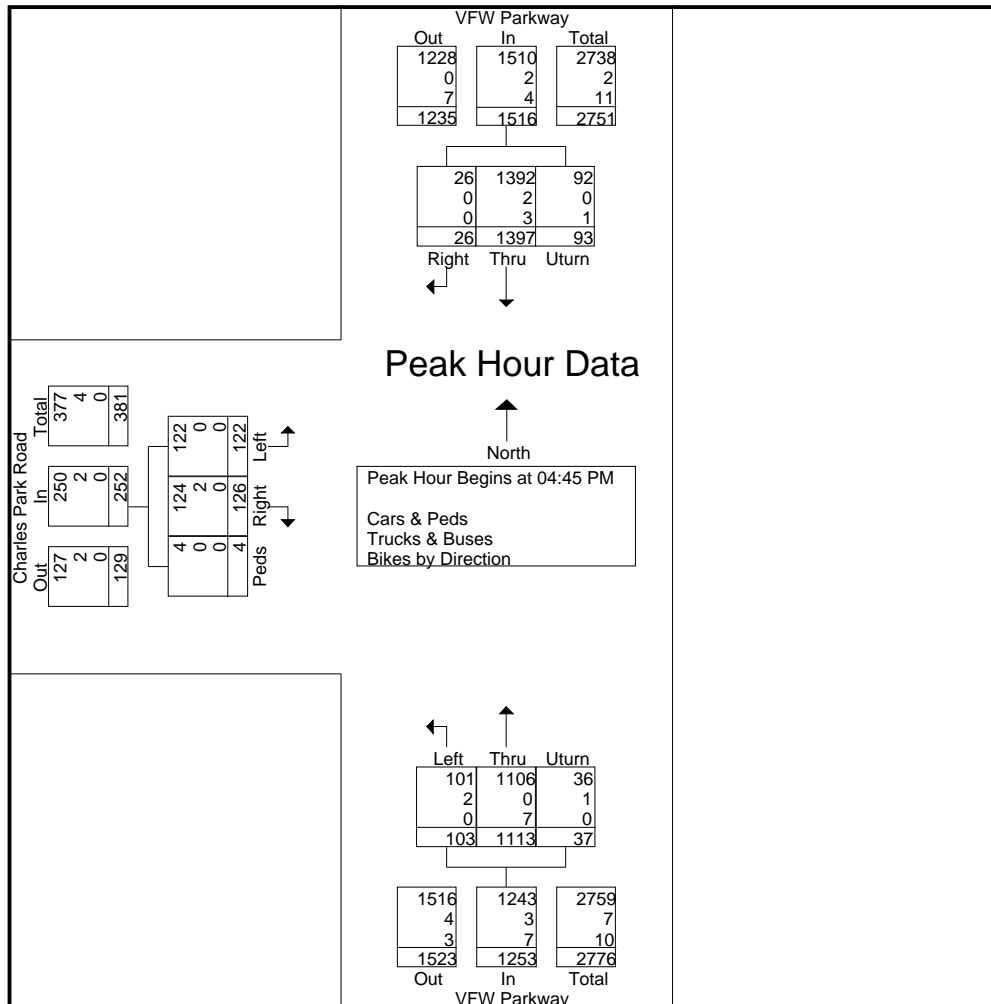 VFW Parkway
Out In Total
1228 1510 2738
0 2 2
7 4 11
1235 1516 2751
26 1392 92
0 2 0
0 3 1
26 1397 93
Right Thru Uturn
Peak Hour Data
North
Peak Hour Begins at 04:45 PM
Cars & Peds
Trucks & Buses
Bikes by Direction
Charles Park Road
Total
377 4 0 381
In
250 2 0 252
Out
127 2 0 129
122 0 0 122
Left
124 2 0 126
Right
4 0 0 4
Peds
Left Thru Uturn
101 1106 36
2 0 1
0 7 0
103 1113 37
1516 1243 2759
4 3 7
3 7 10
1523 1253 2776
Out In Total
VFW Parkway